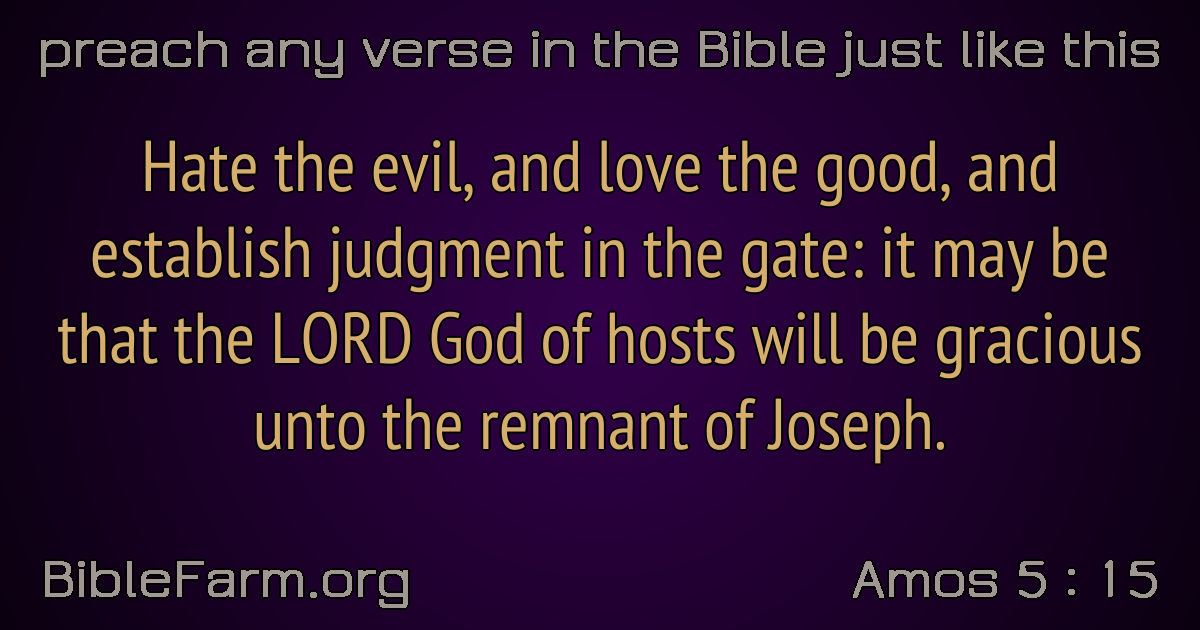 preach any verse in the Bible just like this
Hate the evil, and love the good, and
establish judgment in the gate: it may be
that the LORD God of hosts will be gracious
unto the remnant of Joseph.
BibleFarm.org
Amos 5 : 15